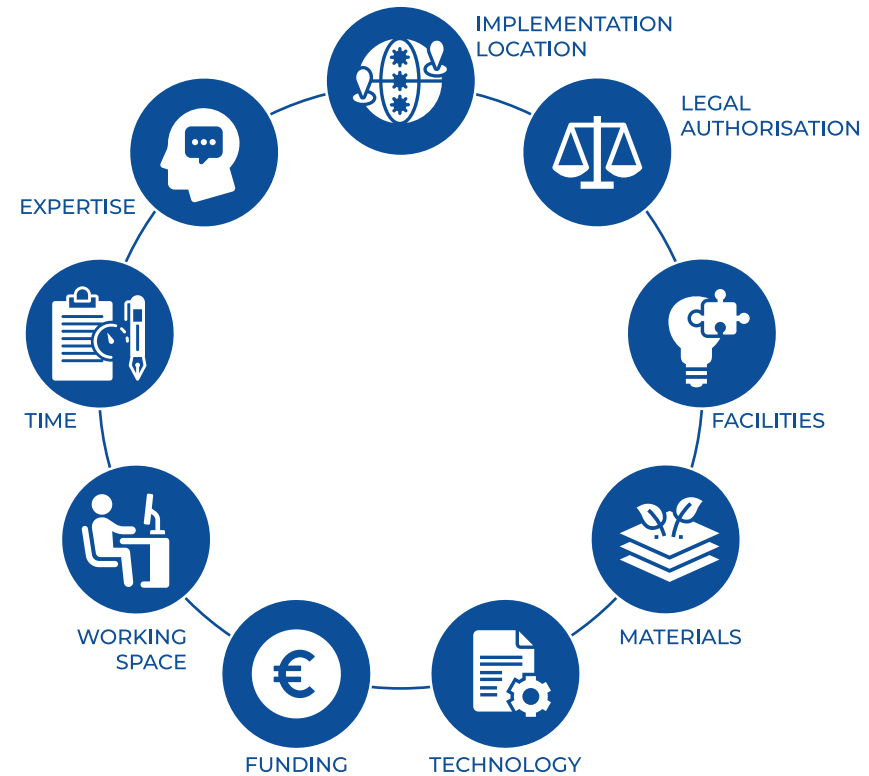 IMPLEMENTATION
LOCATION
LEGAL
AUTHORISATION
EXPERTISE
TIME
FACILITIES
WORKING
SPACE
MATERIALS
€
FUNDING
TECHNOLOGY